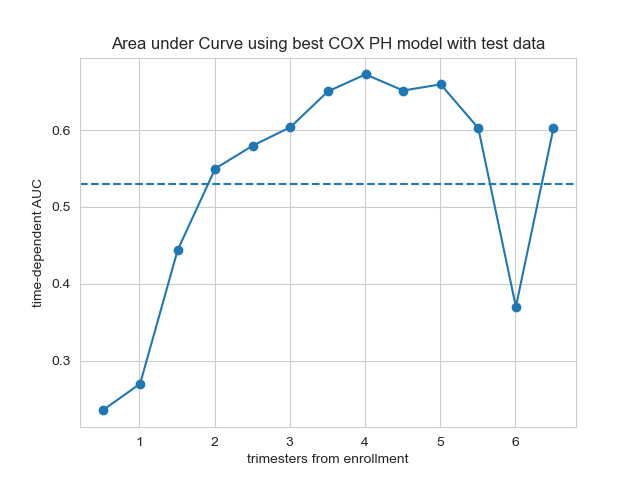 Area under Curve using best COX PH model with test data
time-dependent AUC
0.6
0.5
0.4
0.3
1 2 3 4 5 6
trimesters from enrollment